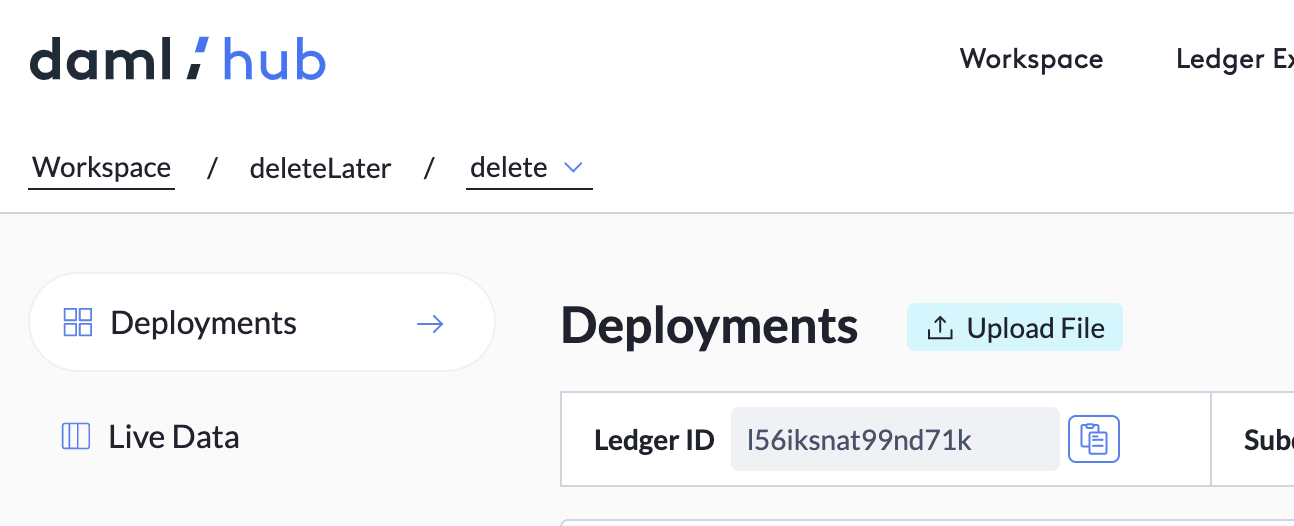 daml hub
Workspace
Ledger Ex
Workspace / deleteLater / delete
Deployments
Live Data
Deployments
Upload File
Ledger ID l56iksnat99nd71k
Sub